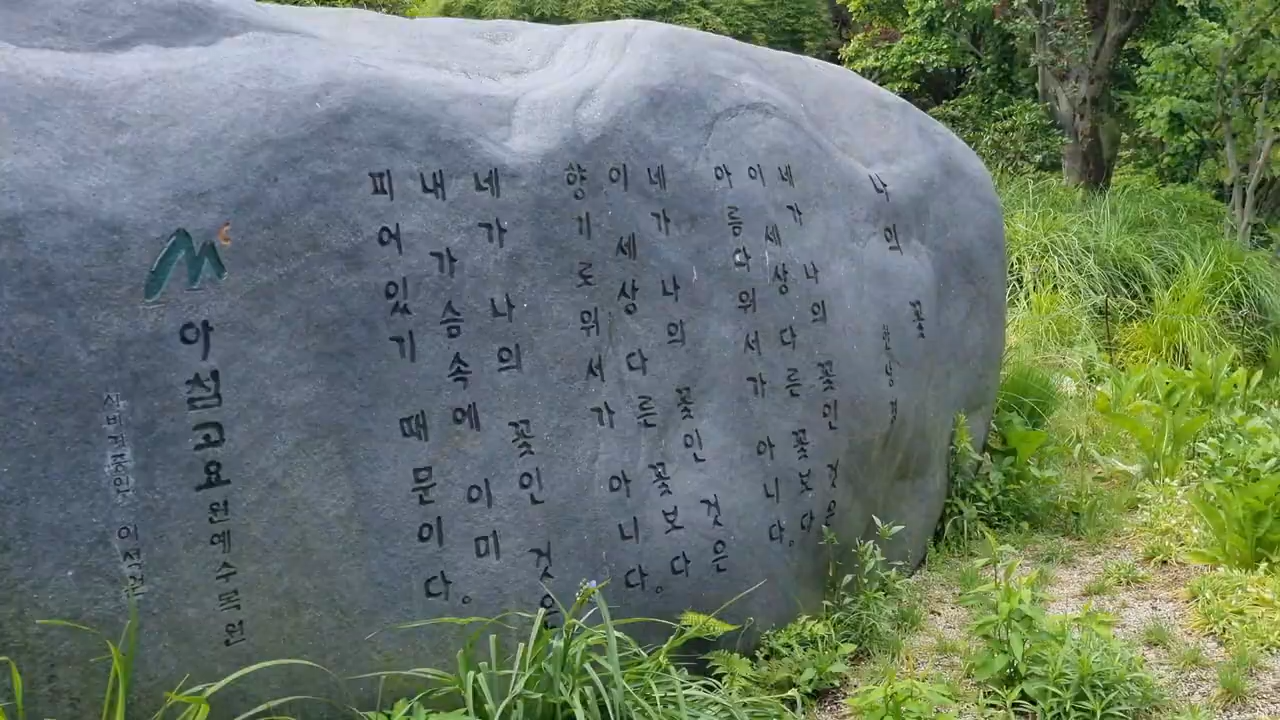 나의 꽃
한상경
네가 나의 꽃인 것은
이 세상 다른 꽃보다
아름다워서가 아니다.
네가 나의 꽃인 것은
이 세상 다른 꽃보다
향기로워서가 아니다.
네가 나의 꽃인 것은
내 가슴속에 이미
피어있기 때문이다.
아침고요원예수목원